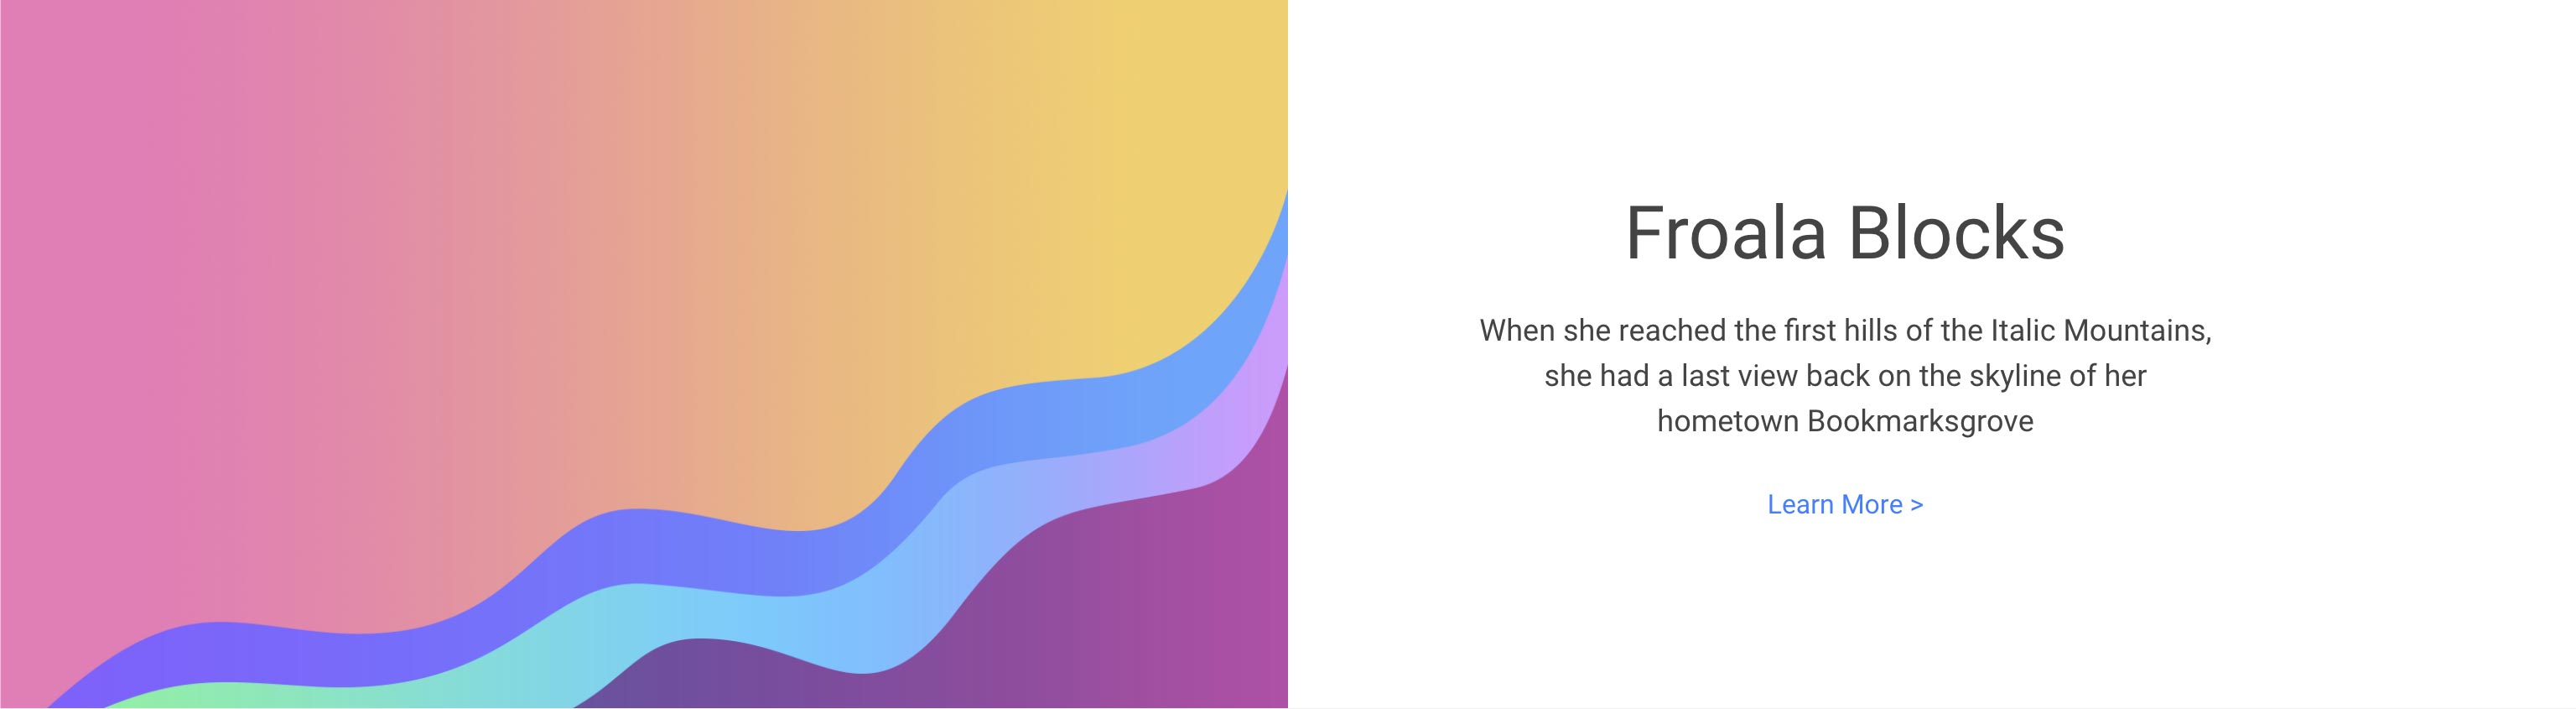 Froala Blocks
When she reached the first hills of the Italic Mountains,
she had a last view back on the skyline of her
hometown Bookmarksgrove
Learn More >